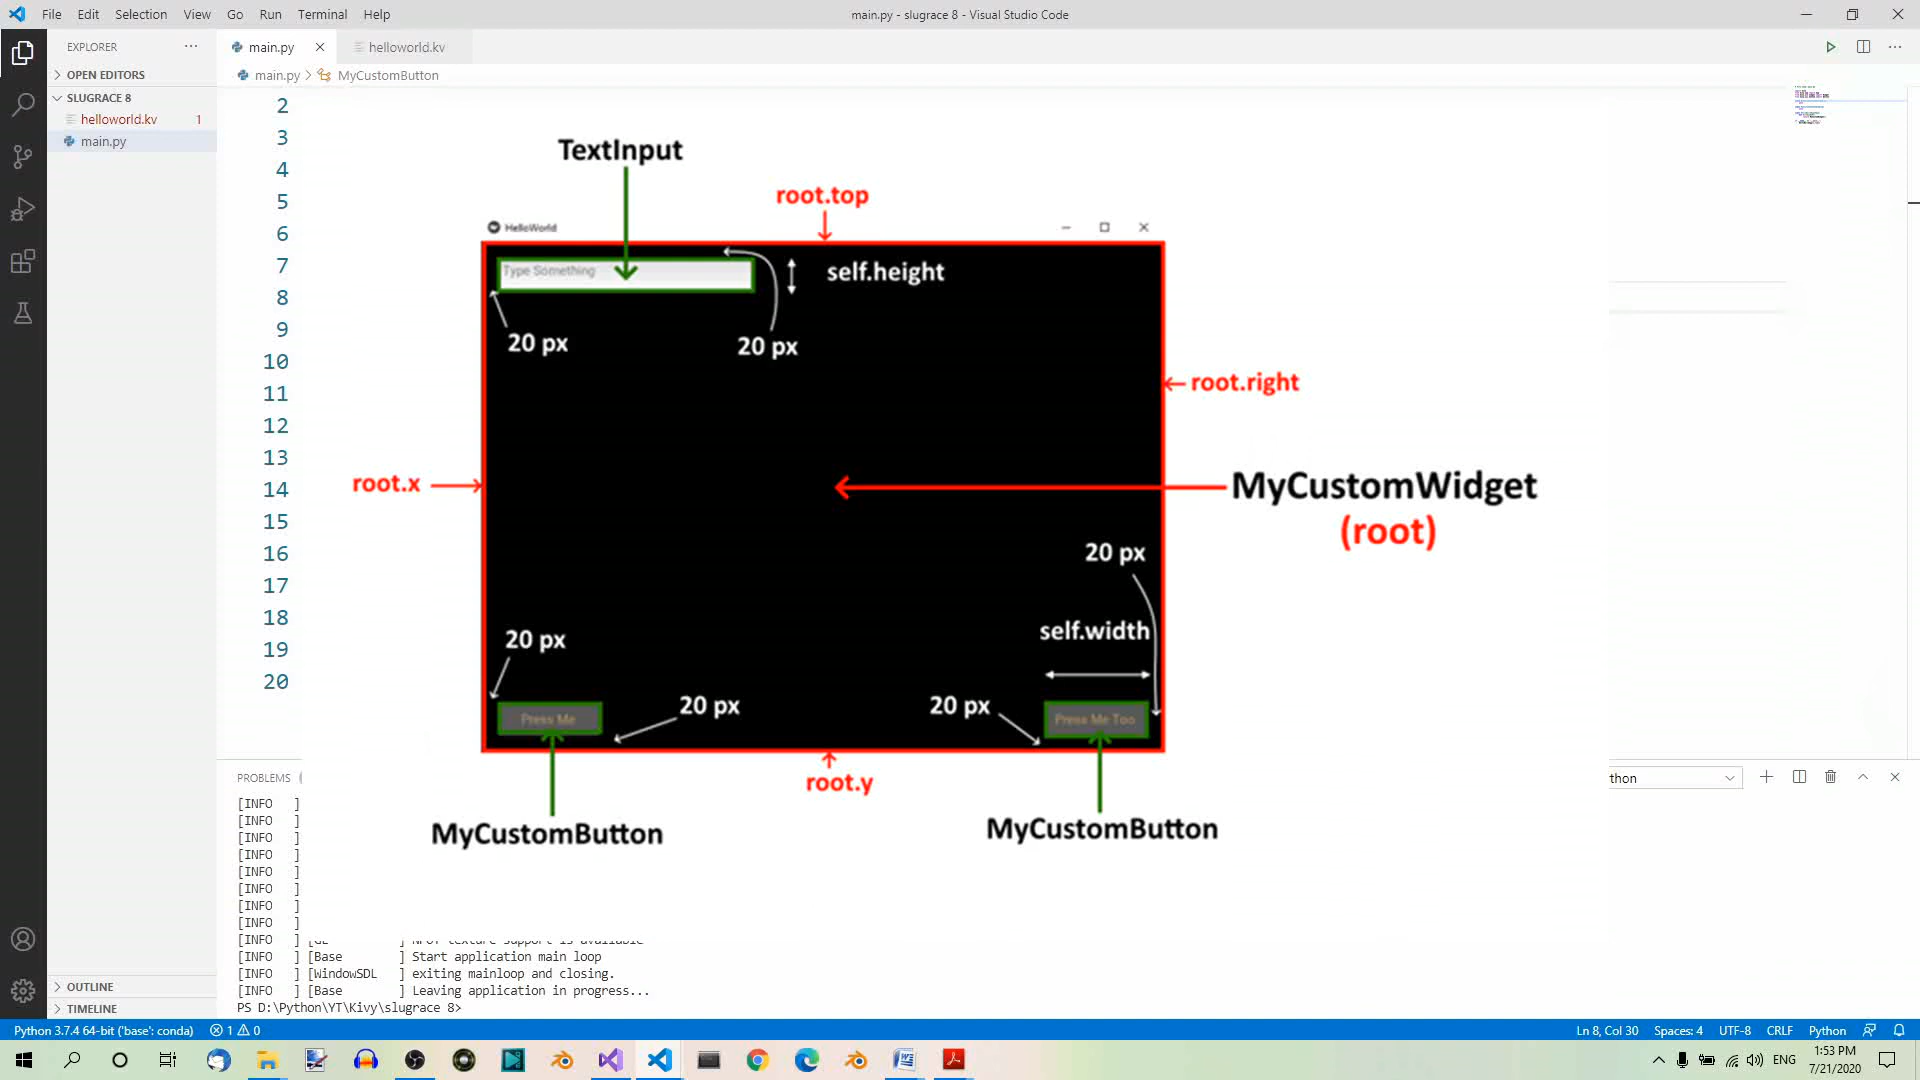 File Edit Selection View Go Run Terminal Help
main.py - slugrace 8 - Visual Studio Code
EXPLORER
main.py
helloworld.kv
OPEN EDITORS
main.py > MyCustomButton
SLUGRACE 8
helloworld.kv 1
main.py
2
3
4
5
6
7
8
9
10
11
12
13
14
15
16
17
18
19
20
TextInput
root.top
HelloWorld
Type Something
self.height
20 px
20 px
root.right
root.x
MyCustomWidget
(root)
20 px
self.width
20 px
20 px
20 px
Press Me
Press Me Too
root.y
MyCustomButton
MyCustomButton
PROBLEMS
thon
[INFO ]
[INFO ]
[INFO ]
[INFO ]
[INFO ]
[INFO ]
[INFO ]
[INFO ]
[INFO ] [GL ] NPOT texture support is available
[INFO ] [Base ] Start application main loop
[INFO ] [WindowSDL ] exiting mainloop and closing.
[INFO ] [Base ] Leaving application in progress...
PS D:\Python\YT\Kivy\slugrace 8>
OUTLINE
TIMELINE
Python 3.7.4 64-bit ('base': conda) 1 0
Ln 8, Col 30 Spaces: 4 UTF-8 CRLF Python
ENG
1:53 PM
7/21/2020